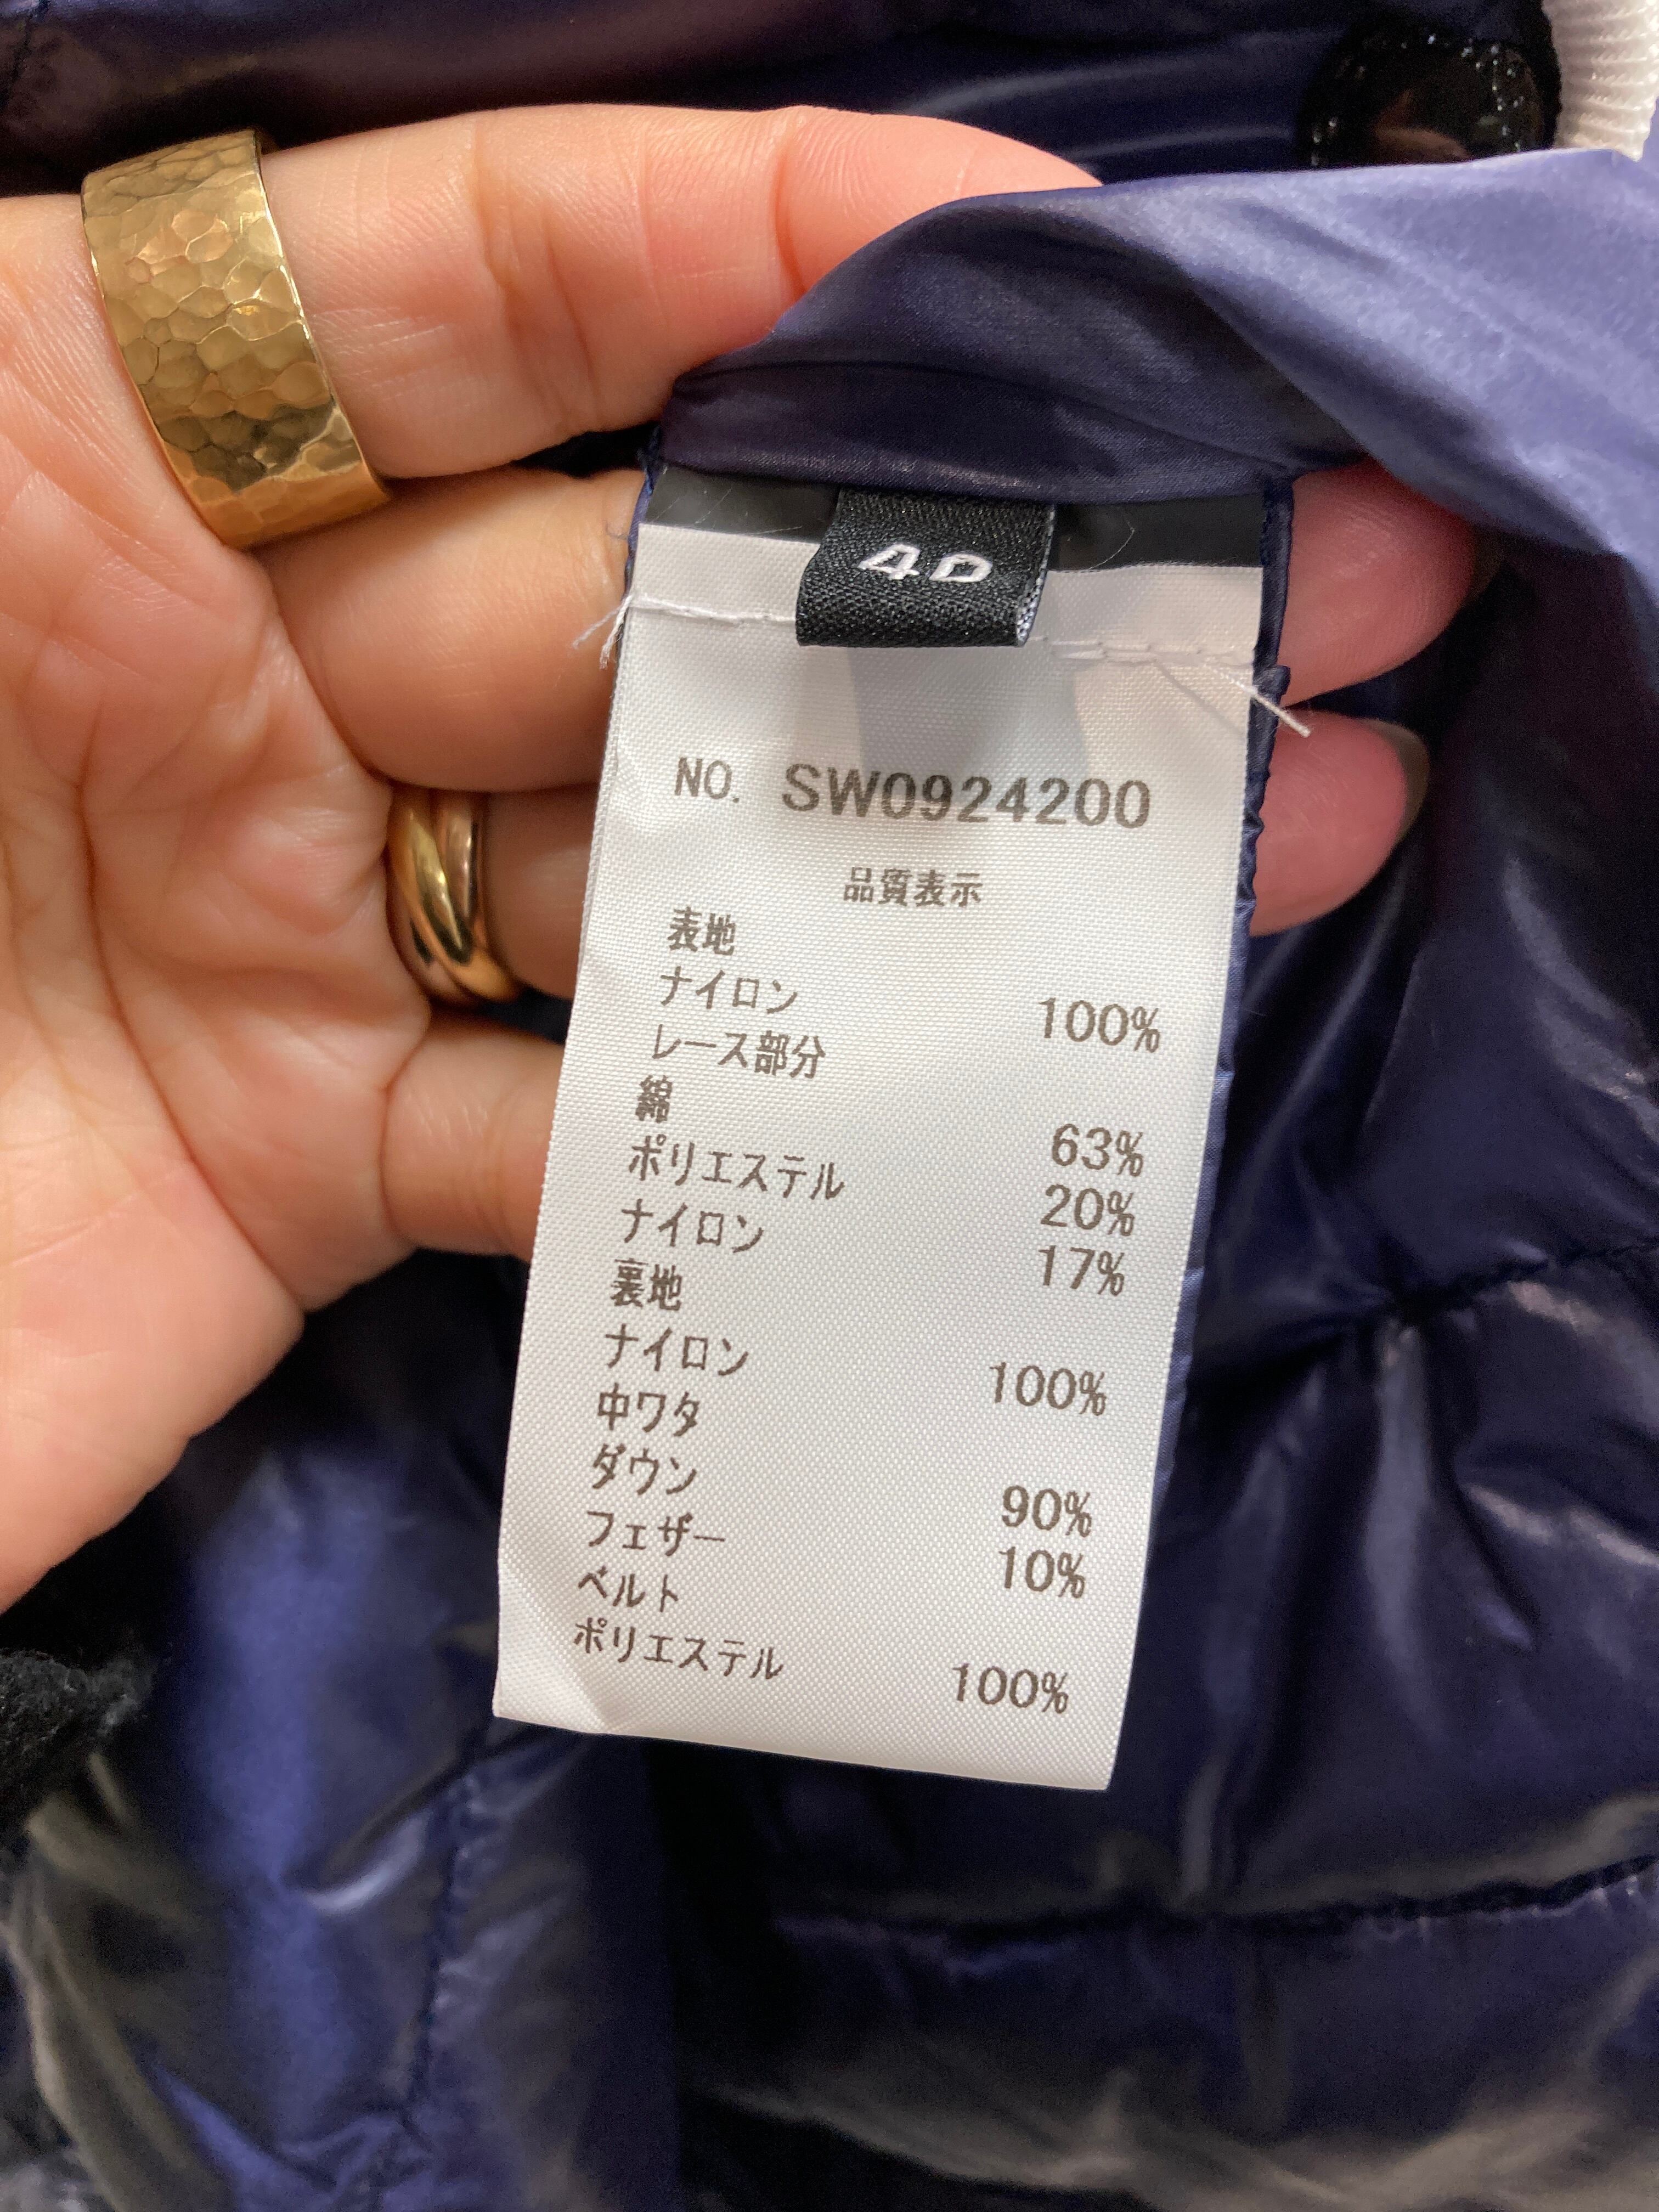 40
NO. SW0924200
品質表示
表地
ナイロン 100%
レース部分
綿 63%
ポリエステル 20%
ナイロン 17%
裏地
ナイロン 100%
中ワタ
ダウン 90%
フェザー 10%
ベルト
ポリエステル 100%